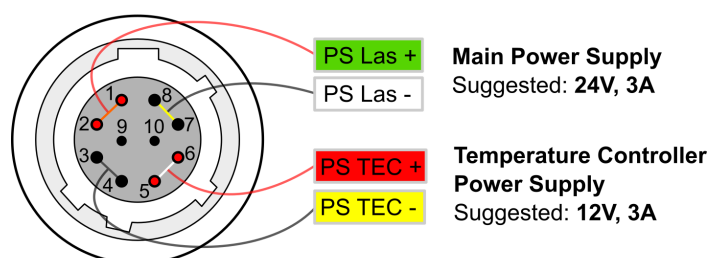 PS Las +
PS Las -
Main Power Supply
Suggested: 24V, 3A
1
8
2
9
10
7
3
6
4
5
PS TEC +
PS TEC -
Temperature Controller
Power Supply
Suggested: 12V, 3A